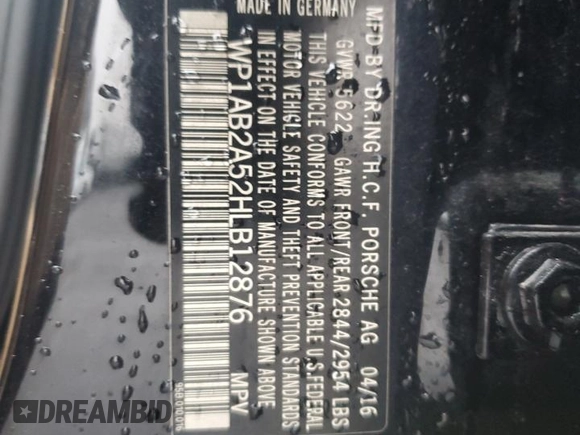 MFD BY DR.ING H.C.F. PORSCHE AG 04/16
GVWR 5622 GAWR FRONT/REAR 2844/2954 LBS
THIS VEHICLE CONFORMS TO ALL APPLICABLE U.S FEDERAL
MOTOR VEHICLE SAFETY AND THEFT PREVENTION STANDARDS
IN EFFECT ON THE DATE OF MANUFACTURE SHOWN ABOVE
WP1AB2A52HLB12876 MPV
MADE IN GERMANY
DREAMBID